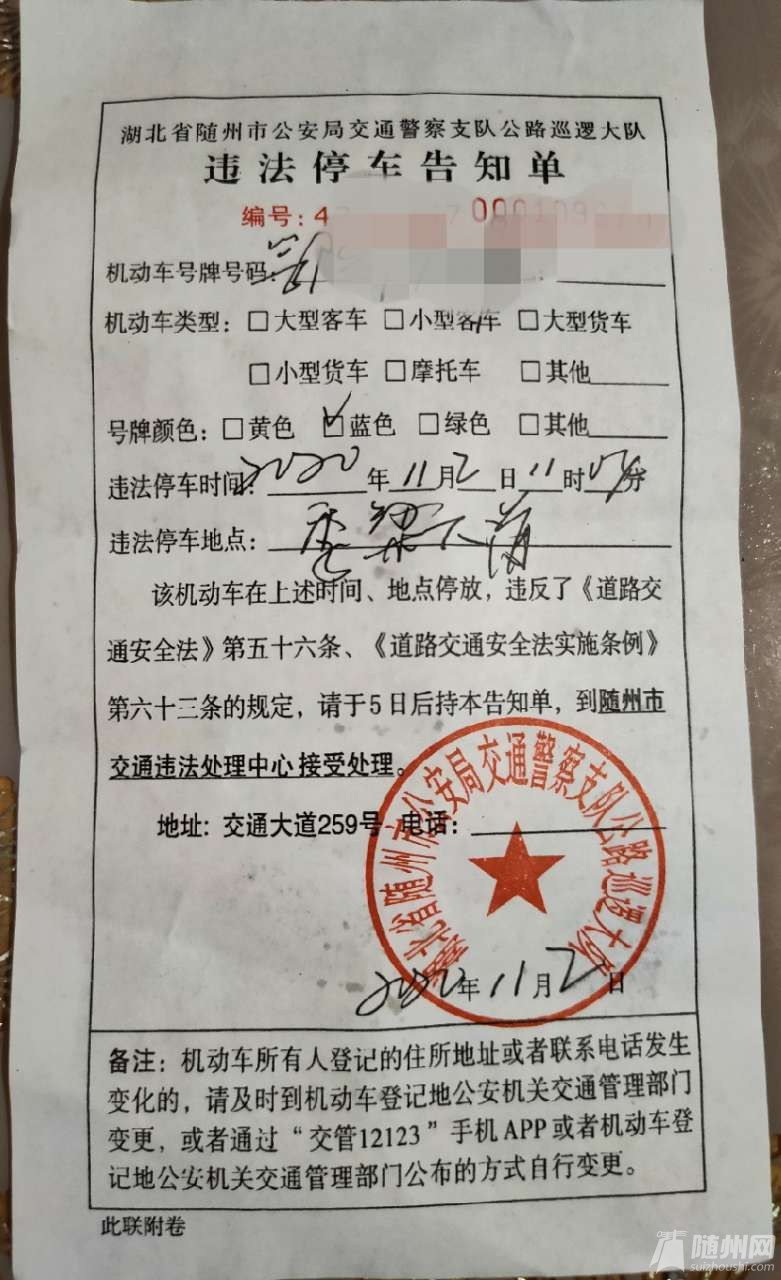 湖北省随州市公安局交通警察支队公路巡逻大队
违法停车告知单
编号：4
机动车号牌号码：
机动车类型：□大型客车 □小型客车 □大型货车
□小型货车 □摩托车 □其他
号牌颜色：□黄色 ☑蓝色 □绿色 □其他
违法停车时间：2020年11月2日11时 分
违法停车地点：
该机动车在上述时间、地点停放，违反了《道路交
通安全法》第五十六条、《道路交通安全法实施条例》
第六十三条的规定，请于5日后持本告知单，到随州市
交通违法处理中心接受处理。
地址：交通大道259号 电话：
湖北省随州市公安局交通警察支队公路巡逻大队
2020年11月2日
备注：机动车所有人登记的住所地址或者联系电话发生
变化的，请及时到机动车登记地公安机关交通管理部门
变更，或者通过“交管12123”手机APP或者机动车登
记地公安机关交通管理部门公布的方式自行变更。
此联附卷
随州网
suizhoushi.com